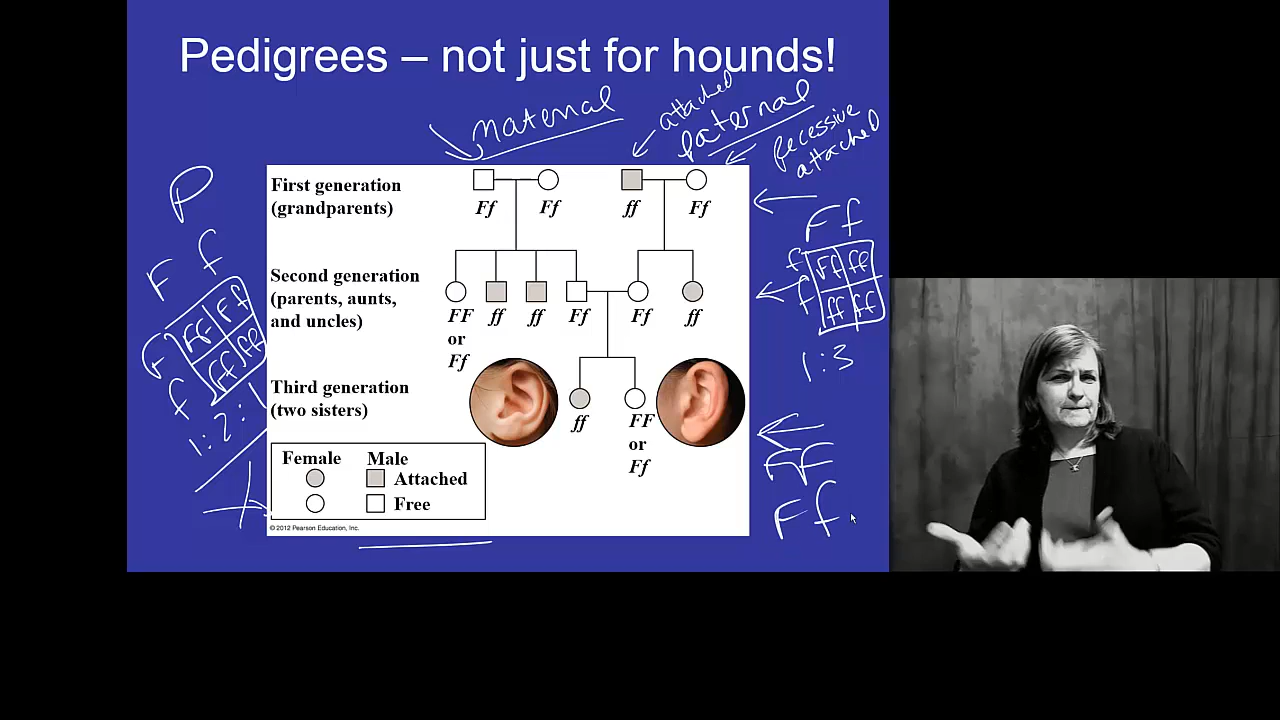 Pedigrees – not just for hounds!
Maternal
attached
paternal
recessive
attached
P
First generation
(grandparents)
Ff Ff ff Ff
F f
F f
f Ff ff
f ff ff
1:3
Second generation
(parents, aunts,
and uncles)
FF ff ff Ff Ff ff
or
Ff
F f
F FF Ff
f Ff ff
1:2:1
Third generation
(two sisters)
ff FF
or
Ff
FF
Ff
Female Male
Attached
Free
© 2012 Pearson Education, Inc.